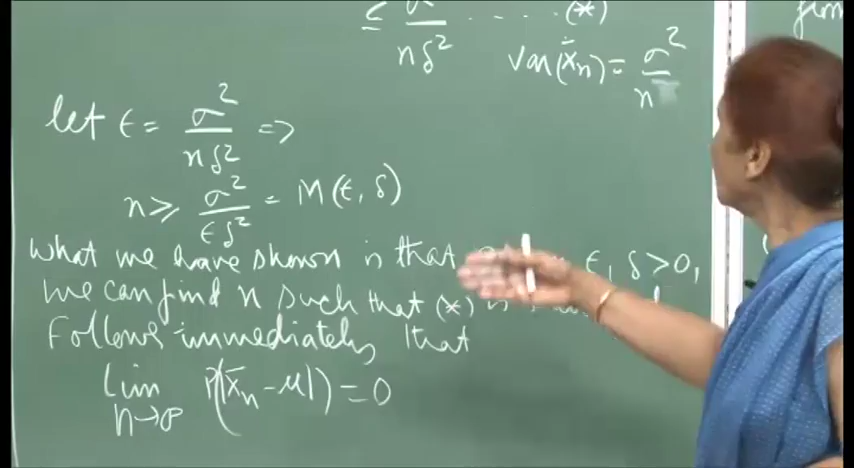 ≤ σ² / nδ² ..... (*)
Var(X̄n) = σ² / n
let ε = σ² / nδ² =>
n ≥ σ² / εδ² = M(ε, δ)
What we have shown is that ε, δ > 0,
we can find n such that (*)
Follows immediately that
lim n→∞ P(|X̄n - μ|) = 0